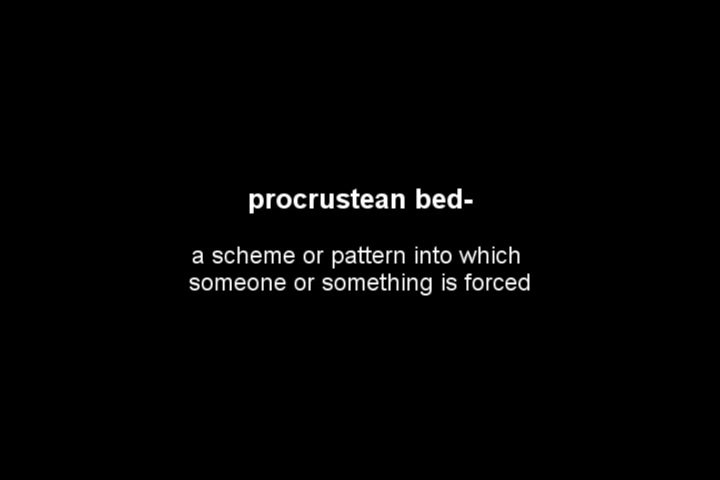 procrustean bed-
a scheme or pattern into which
someone or something is forced